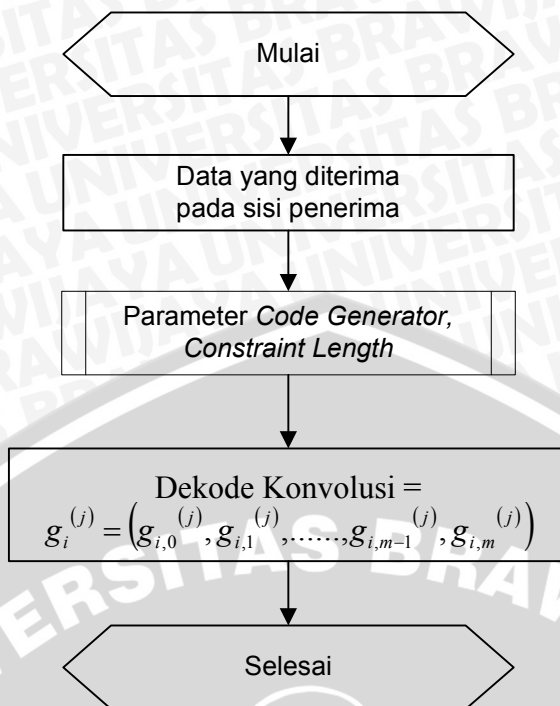 Mulai
Data yang diterima
pada sisi penerima
Parameter Code Generator,
Constraint Length
Dekode Konvolusi =
g_i^(j) = (g_{i,0}^(j), g_{i,1}^(j),......,g_{i,m−1}^(j), g_{i,m}^(j))
Selesai